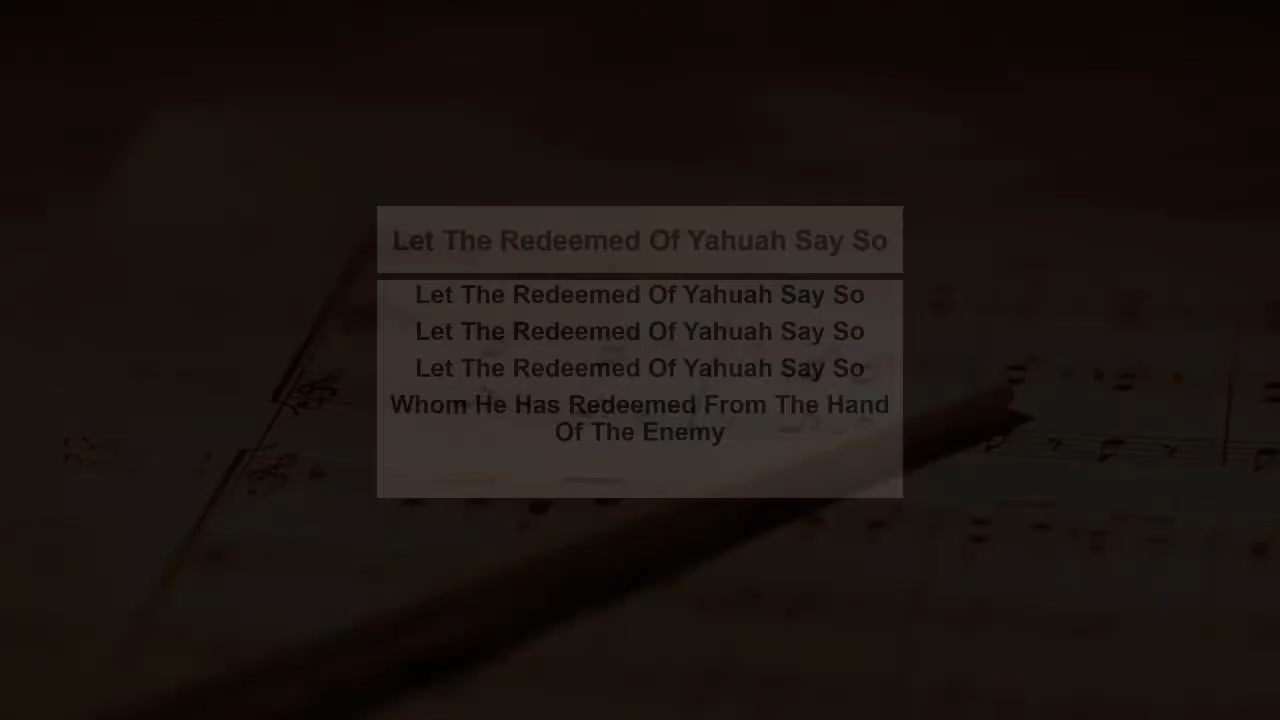 Let The Redeemed Of Yahuah Say So
Let The Redeemed Of Yahuah Say So
Let The Redeemed Of Yahuah Say So
Let The Redeemed Of Yahuah Say So
Whom He Has Redeemed From The Hand
Of The Enemy